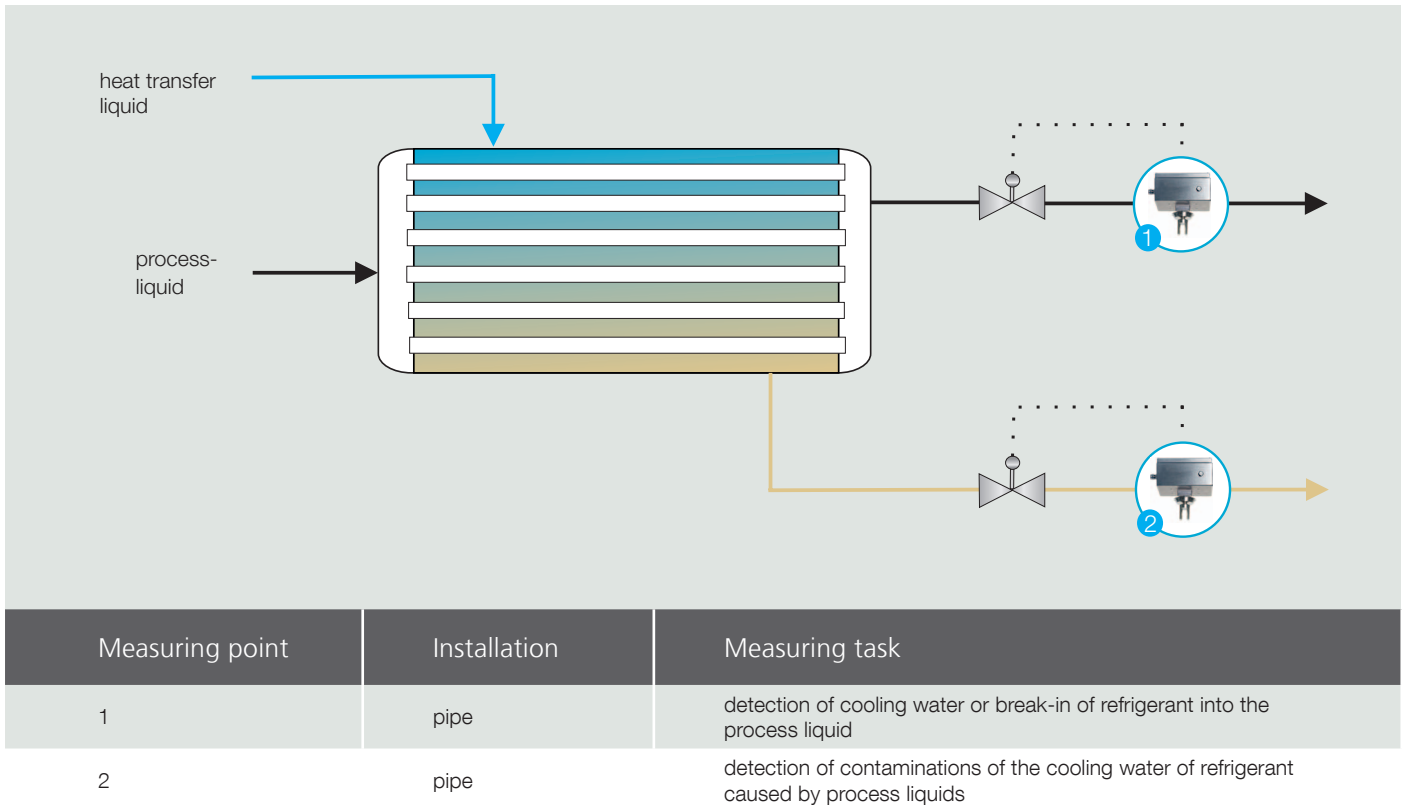 heat transfer
liquid
process-
liquid
1
2
Measuring point Installation Measuring task
1 pipe detection of cooling water or break-in of refrigerant into the
process liquid
2 pipe detection of contaminations of the cooling water of refrigerant
caused by process liquids